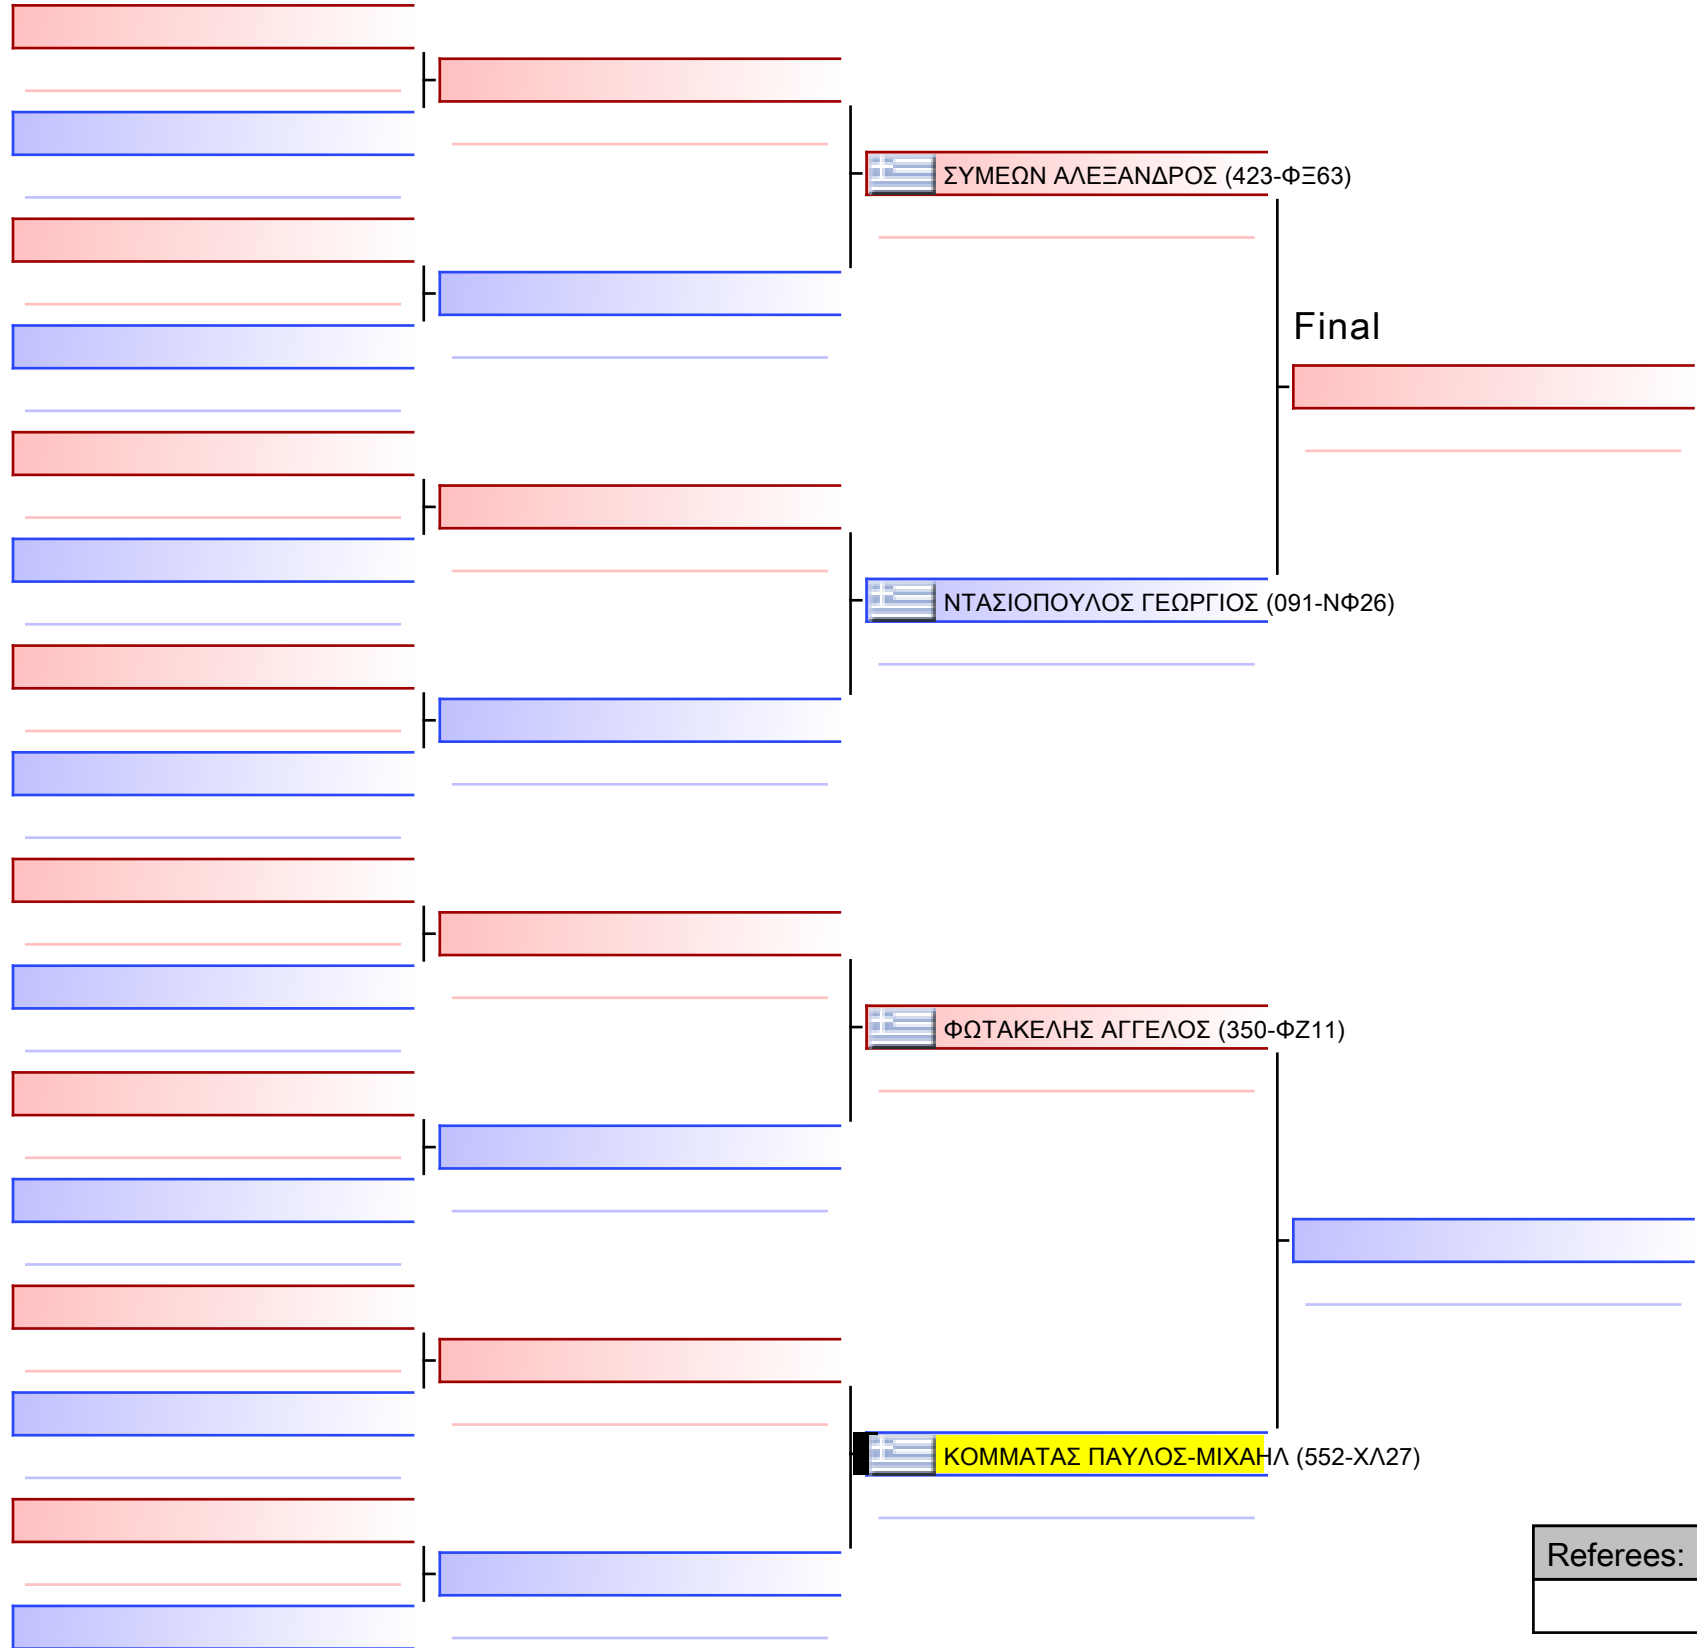 ΣΥΜΕΩΝ ΑΛΕΞΑΝΔΡΟΣ (423-ΦΞ63)
Final
ΝΤΑΣΙΟΠΟΥΛΟΣ ΓΕΩΡΓΙΟΣ (091-ΝΦ26)
ΦΩΤΑΚΕΛΗΣ ΑΓΓΕΛΟΣ (350-ΦΖ11)
ΚΟΜΜΑΤΑΣ ΠΑΥΛΟΣ-ΜΙΧΑΗΛ (552-ΧΛ27)
Referees: